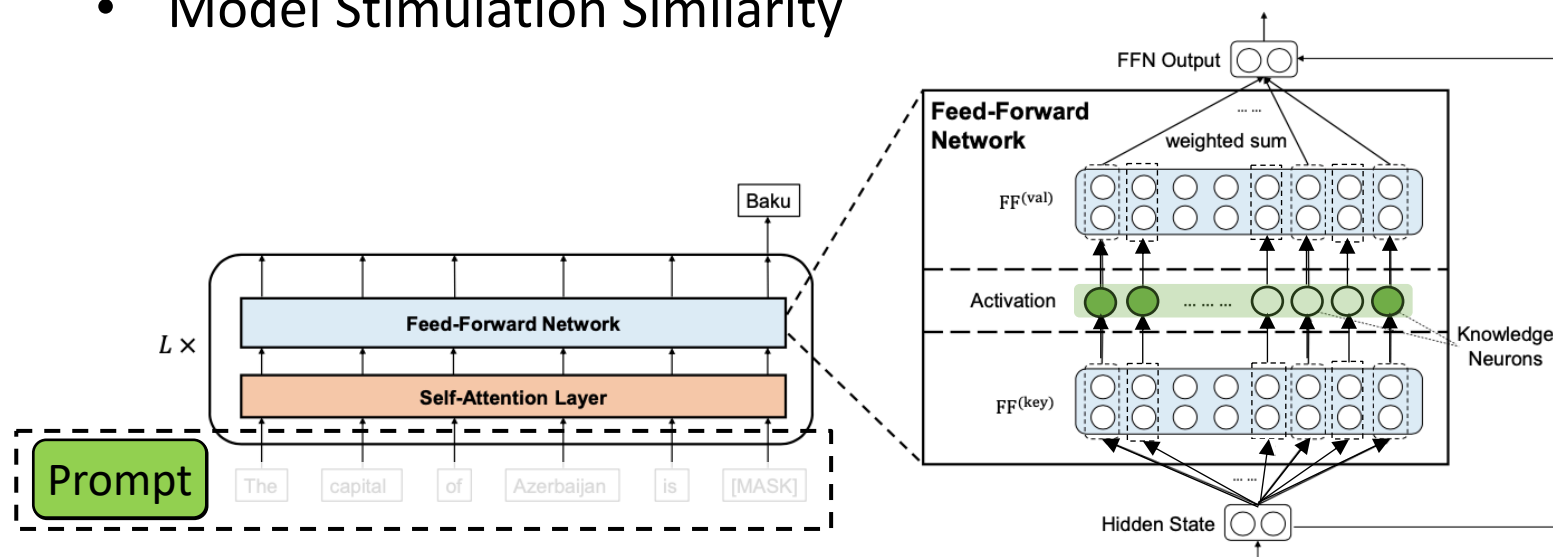 • Model Stimulation Similarity
FFN Output
Feed-Forward
Network
... ...
weighted sum
FF(val)
Baku
Activation
... ... ...
Feed-Forward Network
L ×
Knowledge
Neurons
Self-Attention Layer
FF(key)
Prompt
The capital of Azerbaijan is [MASK]
... ...
Hidden State